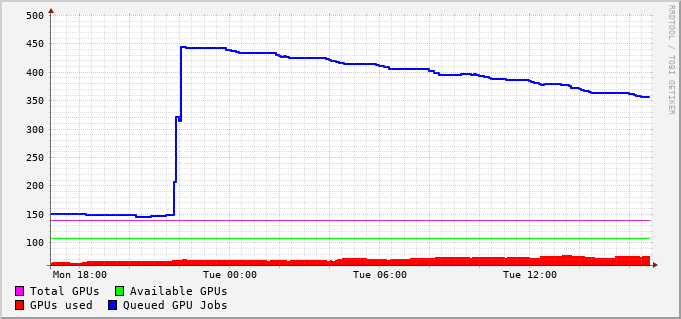 500
450
400
350
300
250
200
150
100
Mon 18:00 Tue 00:00 Tue 06:00 Tue 12:00
Total GPUs Available GPUs
GPUs used Queued GPU Jobs
RRDTOOL / TOBI OETIKER